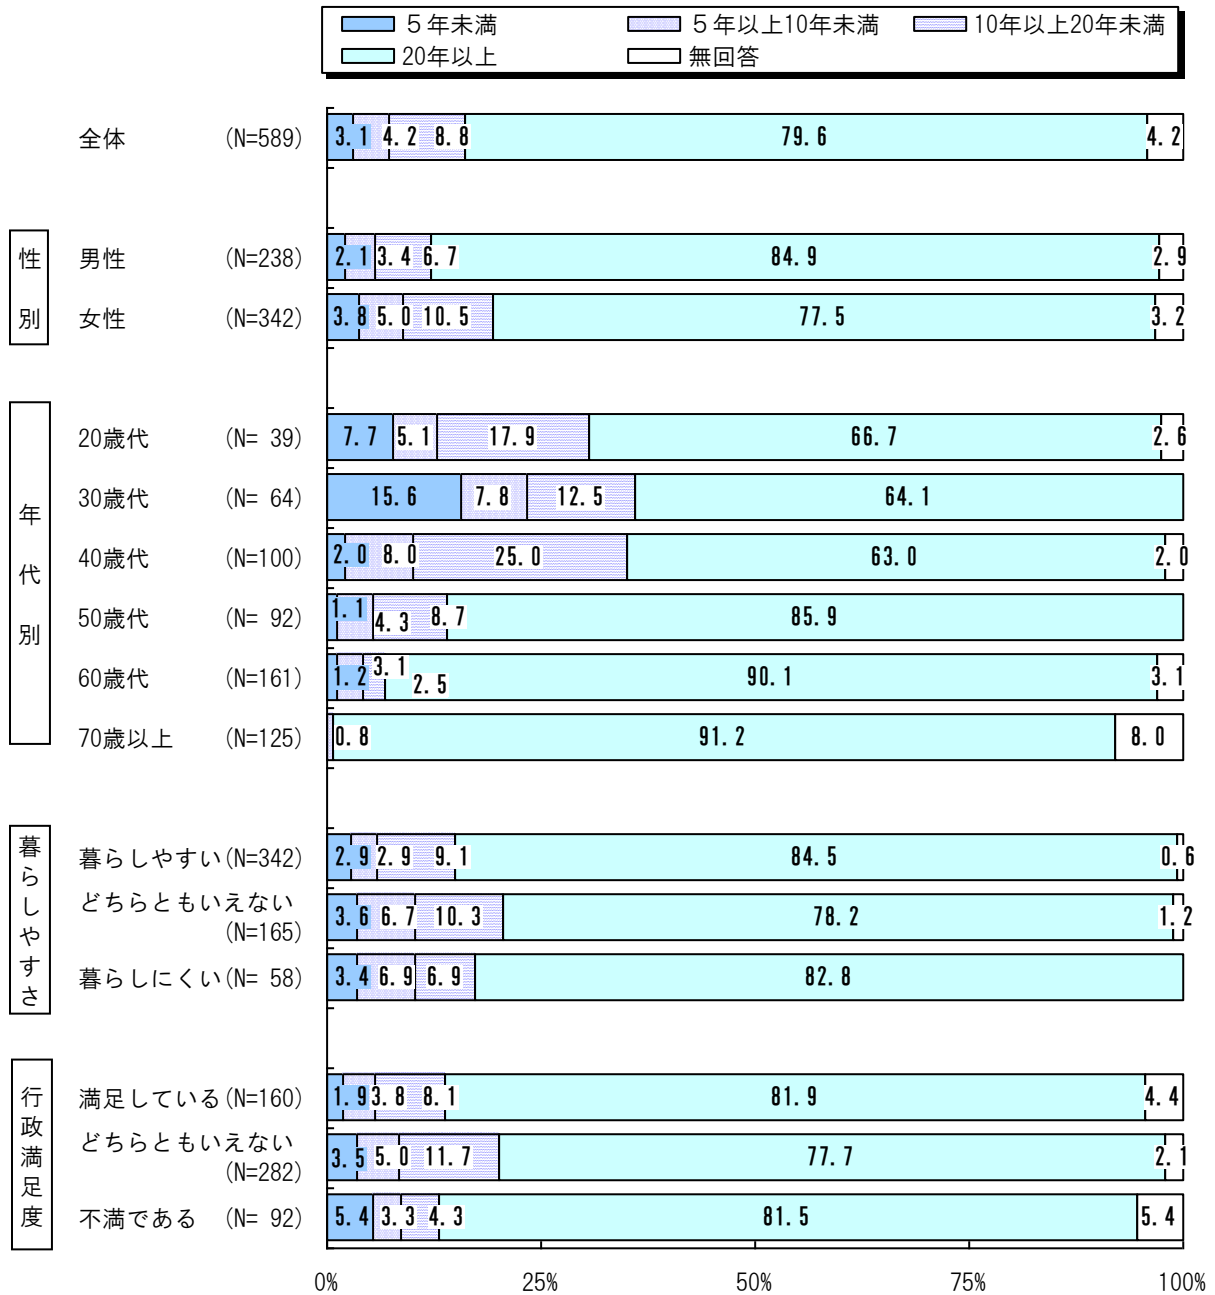 ５年未満 ５年以上10年未満 10年以上20年未満
20年以上 無回答
全体 (N=589) 3.1 4.2 8.8 79.6 4.2
性別
男性 (N=238) 2.1 3.4 6.7 84.9 2.9
女性 (N=342) 3.8 5.0 10.5 77.5 3.2
年代別
20歳代 (N= 39) 7.7 5.1 17.9 66.7 2.6
30歳代 (N= 64) 15.6 7.8 12.5 64.1
40歳代 (N=100) 2.0 8.0 25.0 63.0 2.0
50歳代 (N= 92) 1.1 4.3 8.7 85.9
60歳代 (N=161) 1.2 3.1 2.5 90.1 3.1
70歳以上 (N=125) 0.8 91.2 8.0
暮らしやすさ
暮らしやすい (N=342) 2.9 2.9 9.1 84.5 0.6
どちらともいえない
(N=165) 3.6 6.7 10.3 78.2 1.2
暮らしにくい (N= 58) 3.4 6.9 6.9 82.8
行政満足度
満足している (N=160) 1.9 3.8 8.1 81.9 4.4
どちらともいえない
(N=282) 3.5 5.0 11.7 77.7 2.1
不満である (N= 92) 5.4 3.3 4.3 81.5 5.4
0% 25% 50% 75% 100%